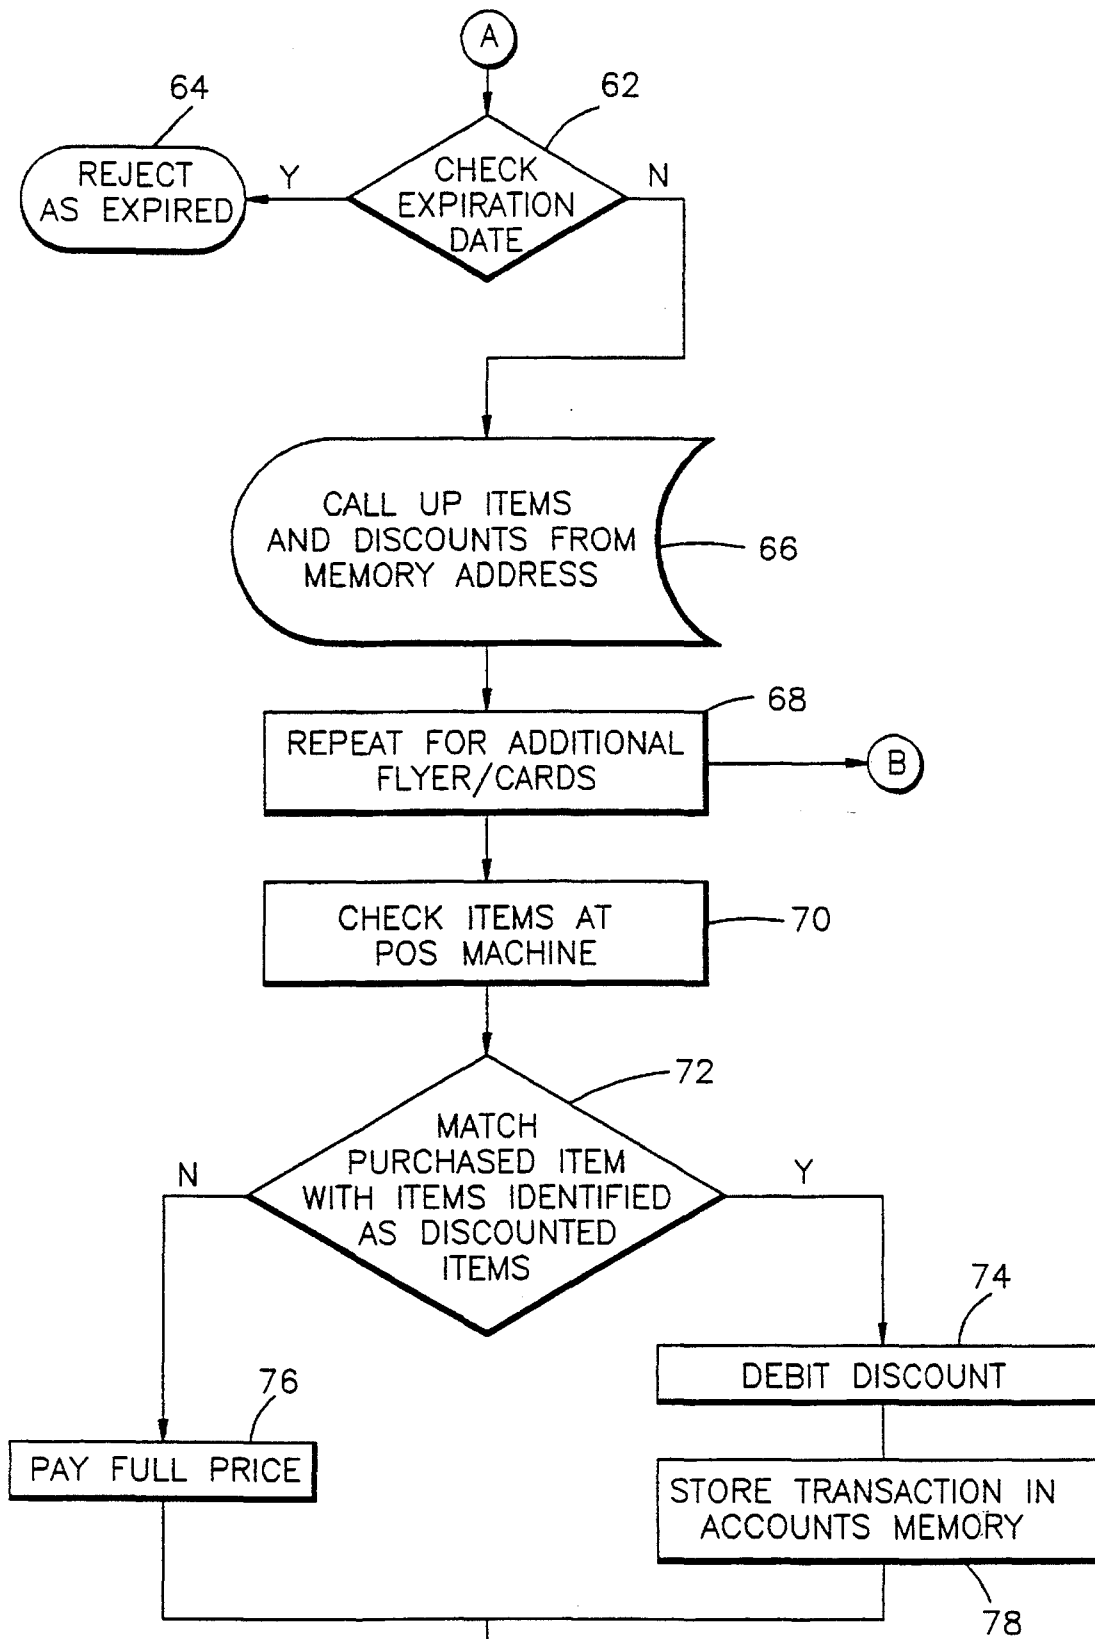 A
64
62
REJECT
AS EXPIRED
Y
CHECK
EXPIRATION
DATE
N
CALL UP ITEMS
AND DISCOUNTS FROM
MEMORY ADDRESS
66
68
REPEAT FOR ADDITIONAL
FLYER/CARDS
B
CHECK ITEMS AT
POS MACHINE
70
72
MATCH
PURCHASED ITEM
WITH ITEMS IDENTIFIED
AS DISCOUNTED
ITEMS
N
Y
74
DEBIT DISCOUNT
76
PAY FULL PRICE
STORE TRANSACTION IN
ACCOUNTS MEMORY
78